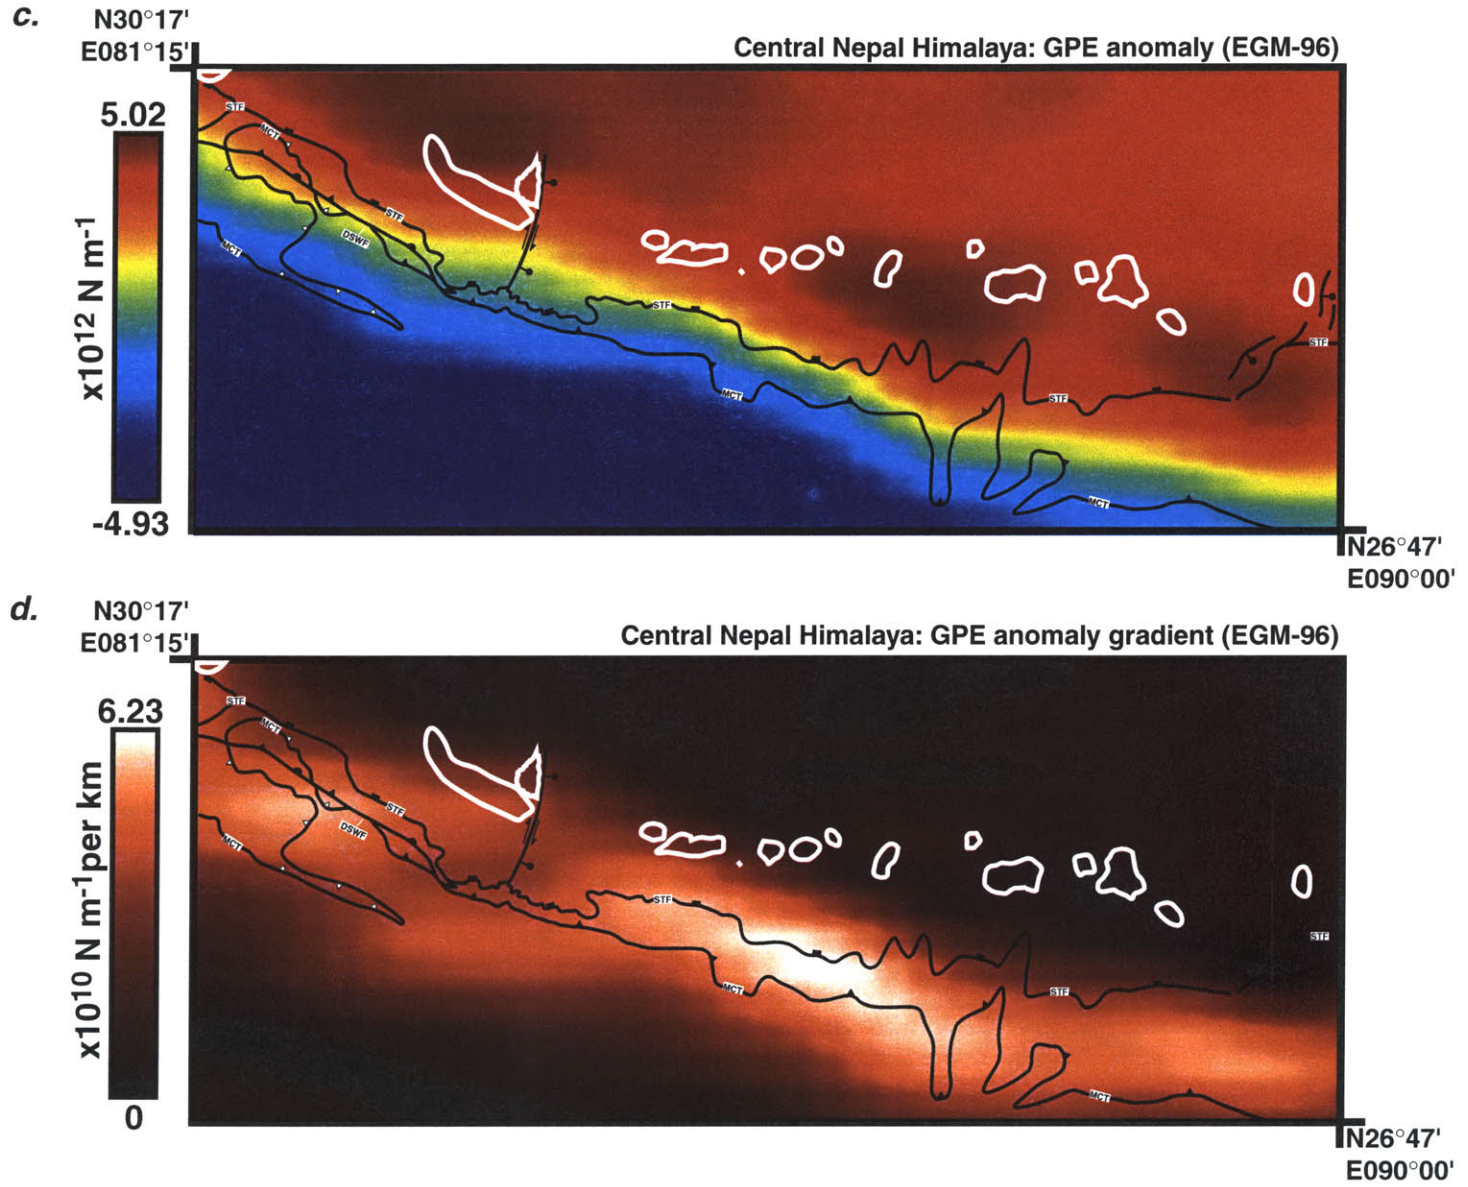 c.
N30°17'
E081°15'
Central Nepal Himalaya: GPE anomaly (EGM-96)
5.02
x10¹² N m⁻¹
-4.93
STF
MCT
STF
DSWF
MCT
STF
MCT
STF
STF
MCT
N26°47'
E090°00'
d.
N30°17'
E081°15'
Central Nepal Himalaya: GPE anomaly gradient (EGM-96)
6.23
x10¹⁰ N m⁻¹per km
0
STF
MCT
STF
DSWF
MCT
STF
MCT
STF
STF
MCT
N26°47'
E090°00'